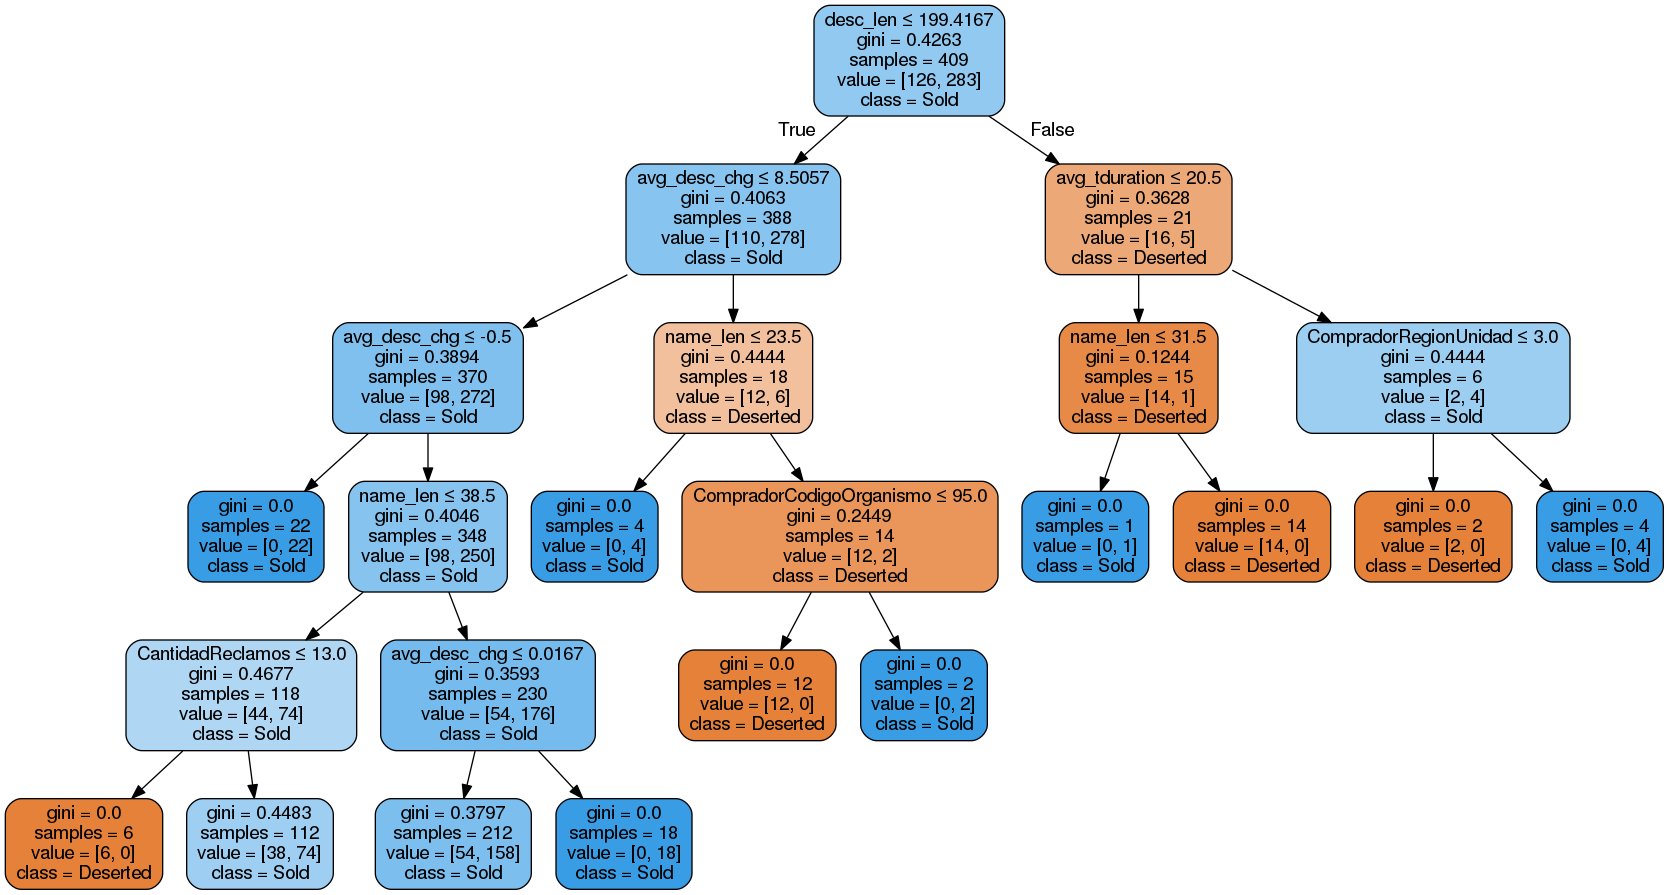 desc_len ≤ 199.4167
gini = 0.4263
samples = 409
value = [126, 283]
class = Sold
True
False
avg_desc_chg ≤ 8.5057
gini = 0.4063
samples = 388
value = [110, 278]
class = Sold
avg_tduration ≤ 20.5
gini = 0.3628
samples = 21
value = [16, 5]
class = Deserted
avg_desc_chg ≤ -0.5
gini = 0.3894
samples = 370
value = [98, 272]
class = Sold
name_len ≤ 23.5
gini = 0.4444
samples = 18
value = [12, 6]
class = Deserted
name_len ≤ 31.5
gini = 0.1244
samples = 15
value = [14, 1]
class = Deserted
CompradorRegionUnidad ≤ 3.0
gini = 0.4444
samples = 6
value = [2, 4]
class = Sold
gini = 0.0
samples = 22
value = [0, 22]
class = Sold
name_len ≤ 38.5
gini = 0.4046
samples = 348
value = [98, 250]
class = Sold
gini = 0.0
samples = 4
value = [0, 4]
class = Sold
CompradorCodigoOrganismo ≤ 95.0
gini = 0.2449
samples = 14
value = [12, 2]
class = Deserted
gini = 0.0
samples = 1
value = [0, 1]
class = Sold
gini = 0.0
samples = 14
value = [14, 0]
class = Deserted
gini = 0.0
samples = 2
value = [2, 0]
class = Deserted
gini = 0.0
samples = 4
value = [0, 4]
class = Sold
CantidadReclamos ≤ 13.0
gini = 0.4677
samples = 118
value = [44, 74]
class = Sold
avg_desc_chg ≤ 0.0167
gini = 0.3593
samples = 230
value = [54, 176]
class = Sold
gini = 0.0
samples = 12
value = [12, 0]
class = Deserted
gini = 0.0
samples = 2
value = [0, 2]
class = Sold
gini = 0.0
samples = 6
value = [6, 0]
class = Deserted
gini = 0.4483
samples = 112
value = [38, 74]
class = Sold
gini = 0.3797
samples = 212
value = [54, 158]
class = Sold
gini = 0.0
samples = 18
value = [0, 18]
class = Sold